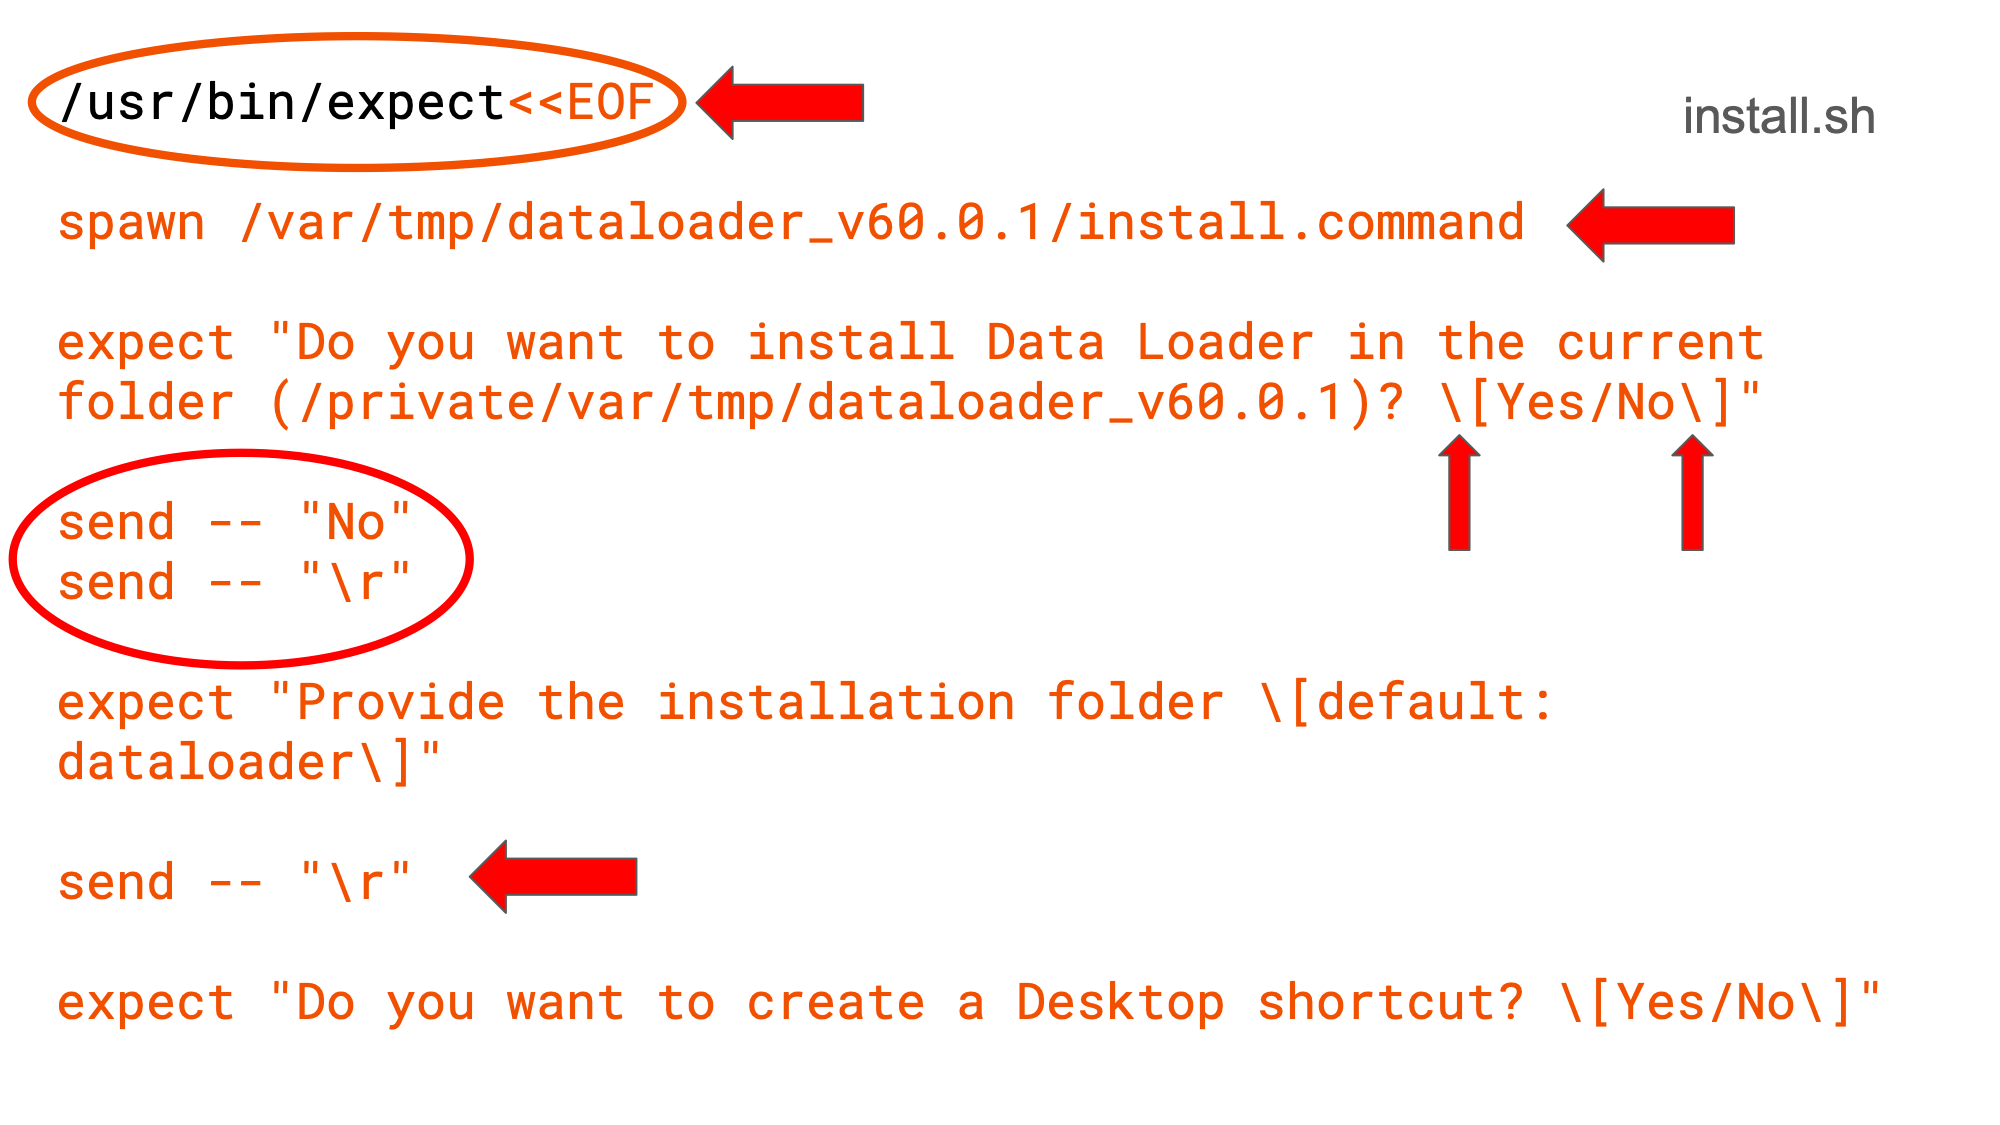 /usr/bin/expect<<EOF
install.sh
spawn /var/tmp/dataloader_v60.0.1/install.command
expect "Do you want to install Data Loader in the current
folder (/private/var/tmp/dataloader_v60.0.1)? \[Yes/No\]"
send -- "No"
send -- "\r"
expect "Provide the installation folder \[default:
dataloader\]"
send -- "\r"
expect "Do you want to create a Desktop shortcut? \[Yes/No\]"